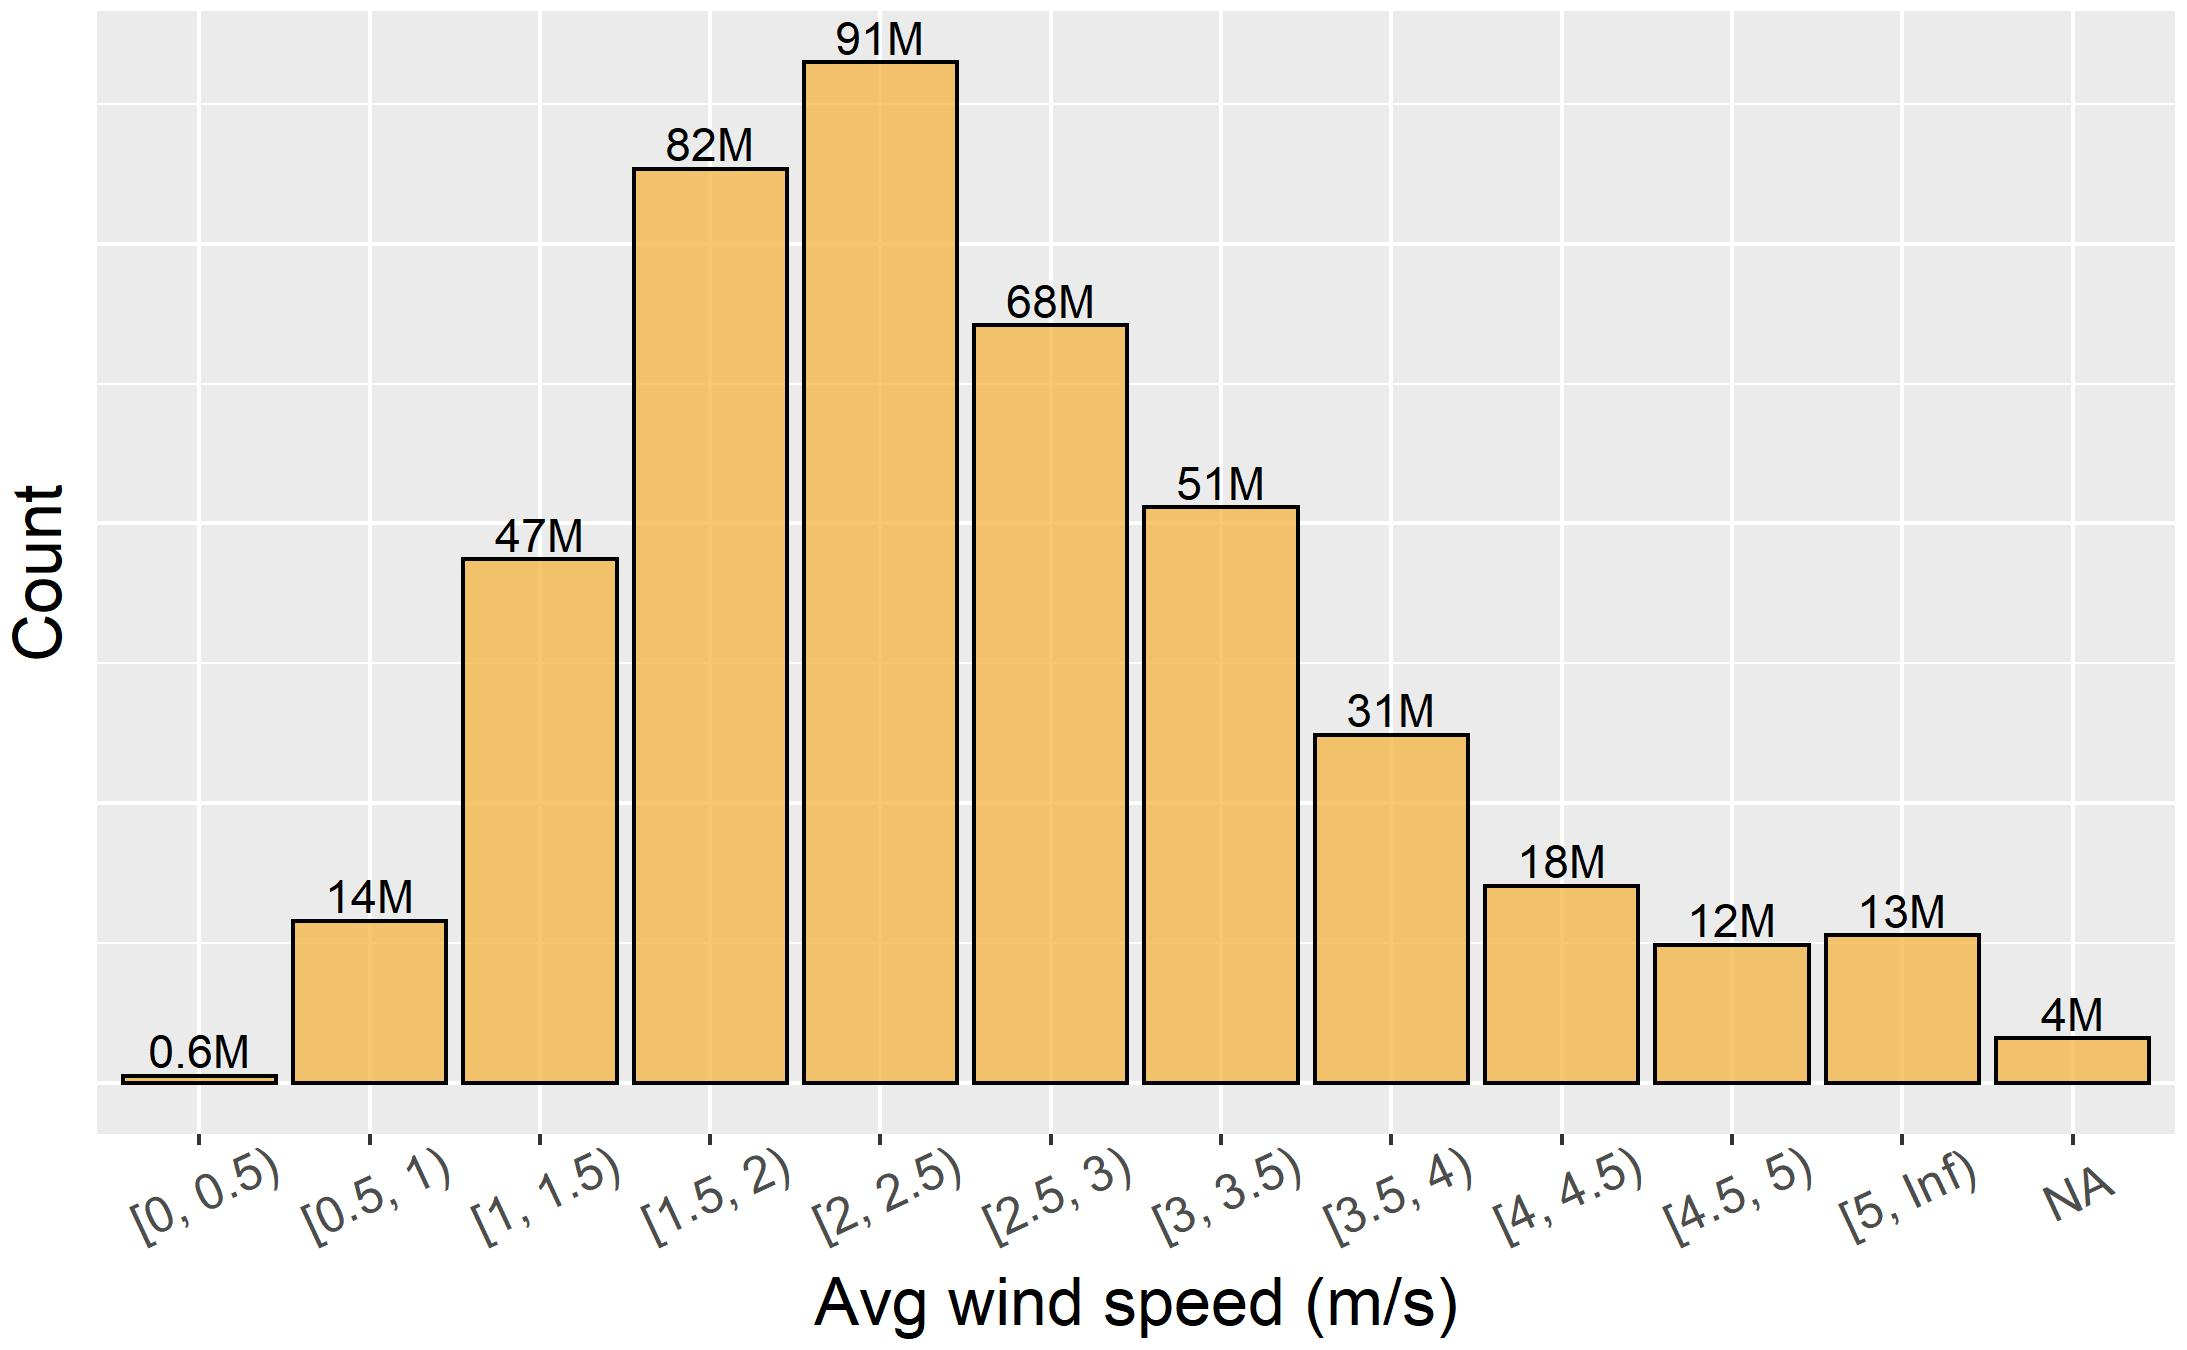 91M
82M
68M
51M
47M
31M
18M
14M
12M
13M
4M
0.6M
Count
[0, 0.5)
[0.5, 1)
[1, 1.5)
[1.5, 2)
[2, 2.5)
[2.5, 3)
[3, 3.5)
[3.5, 4)
[4, 4.5)
[4.5, 5)
[5, Inf)
NA
Avg wind speed (m/s)